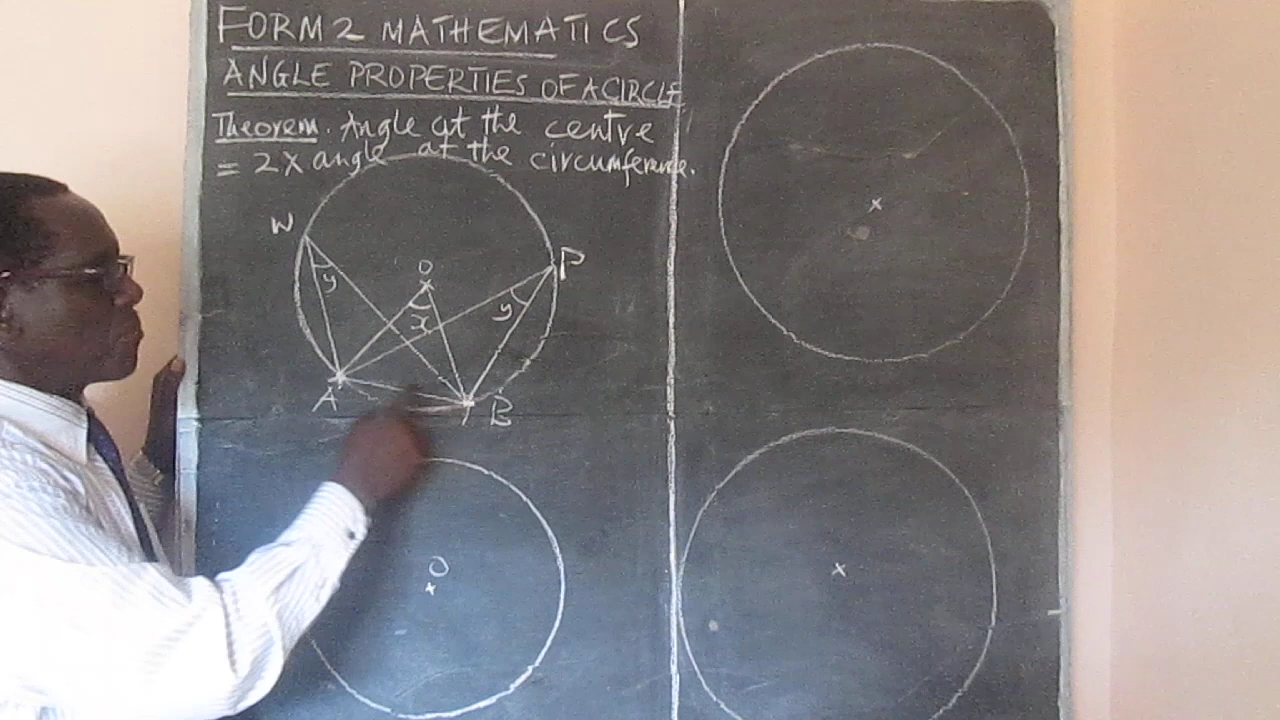 FORM 2 MATHEMATICS
ANGLE PROPERTIES OF A CIRCLE
Theorem. Angle at the centre
= 2 x angle at the circumference.
W
P
O
y
y
x
A
B
O